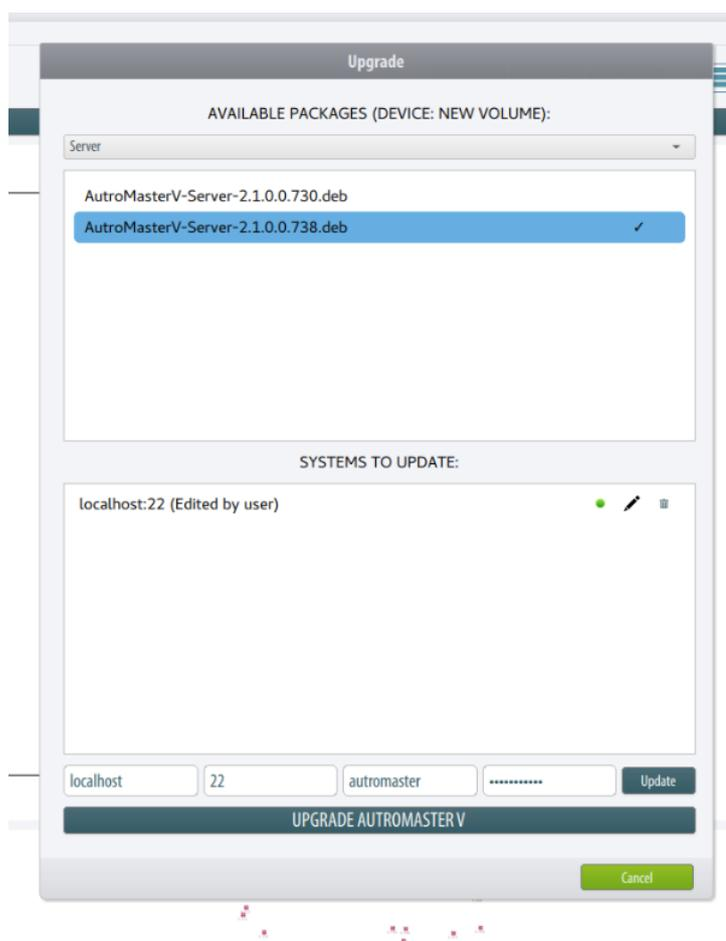 Upgrade
AVAILABLE PACKAGES (DEVICE: NEW VOLUME):
Server
AutroMasterV-Server-2.1.0.0.730.deb
AutroMasterV-Server-2.1.0.0.738.deb ✓
SYSTEMS TO UPDATE:
localhost:22 (Edited by user)
localhost 22 autromaster ••••••••••• Update
UPGRADE AUTROMASTER V
Cancel